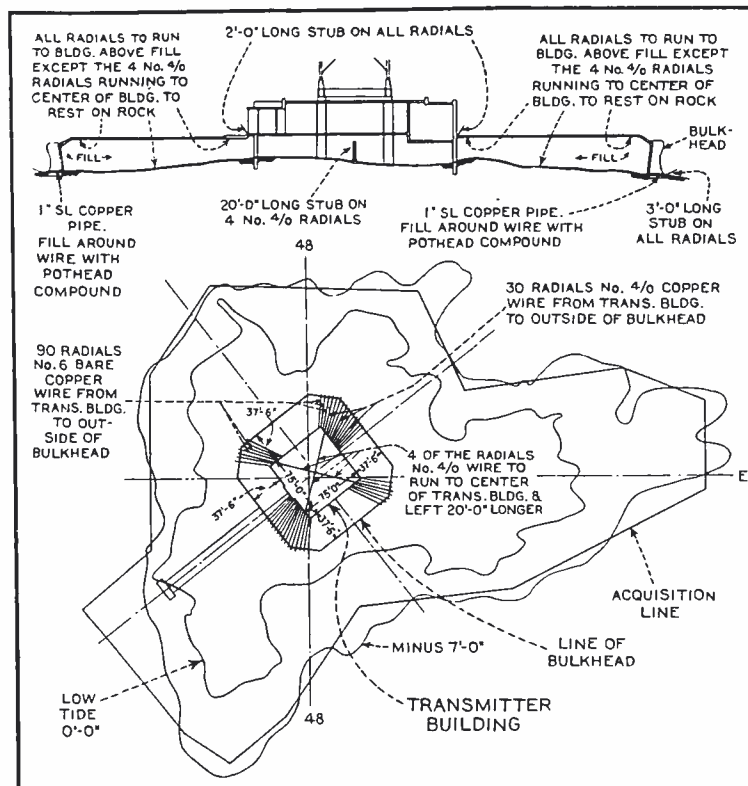 ALL RADIALS TO RUN
TO BLDG. ABOVE FILL
EXCEPT THE 4 No. 4/0
RADIALS RUNNING TO
CENTER OF BLDG. TO
REST ON ROCK
2'-0" LONG STUB ON ALL RADIALS
ALL RADIALS TO RUN TO
BLDG. ABOVE FILL EXCEPT
THE 4 No. 4/0 RADIALS
RUNNING TO CENTER OF
BLDG. TO REST ON ROCK
BULK-
HEAD
FILL
FILL
1" SL COPPER
PIPE.
FILL AROUND
WIRE WITH
POTHEAD
COMPOUND
20'-0" LONG STUB ON
4 No. 4/0 RADIALS
1" SL COPPER PIPE.
FILL AROUND WIRE WITH
POTHEAD COMPOUND
3'-0" LONG
STUB ON
ALL RADIALS
48
30 RADIALS No. 4/0 COPPER
WIRE FROM TRANS. BLDG.
TO OUTSIDE OF BULKHEAD
90 RADIALS
No. 6 BARE
COPPER
WIRE FROM
TRANS. BLDG.
TO OUT-
SIDE OF
BULKHEAD
37'-6"
37'-6"
75'-0"
75'-0"
37'-6"
37'-6"
4 OF THE RADIALS
No. 4/0 WIRE TO
RUN TO CENTER
OF TRANS. BLDG. &
LEFT 20'-0" LONGER
E
ACQUISITION
LINE
MINUS 7'-0"
LINE OF
BULKHEAD
LOW
TIDE
0'-0"
TRANSMITTER
BUILDING
48